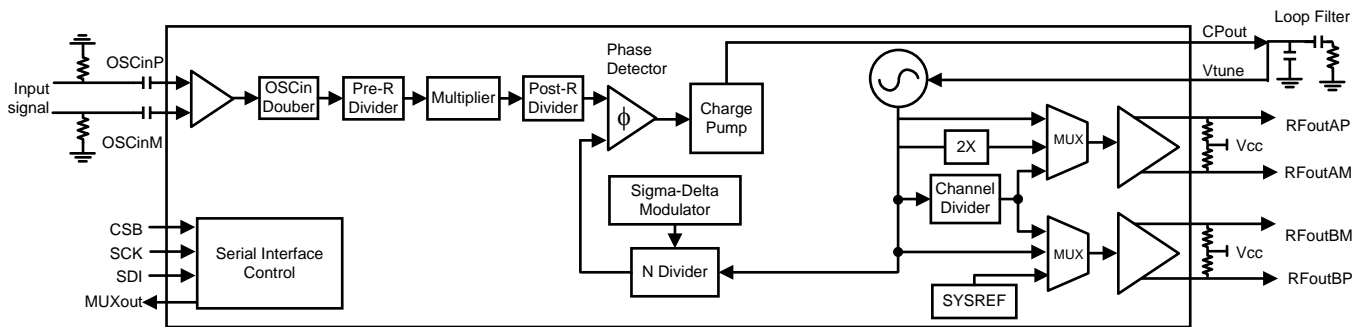 Loop Filter
CPout
Vtune
OSCinP
Input
signal
OSCinM
OSCin
Douber
Pre-R
Divider
Multiplier
Post-R
Divider
Phase
Detector
ϕ
Charge
Pump
MUX
2X
Channel
Divider
RFoutAP
Vcc
RFoutAM
Sigma-Delta
Modulator
N Divider
CSB
SCK
SDI
MUXout
Serial Interface
Control
MUX
SYSREF
RFoutBM
Vcc
RFoutBP